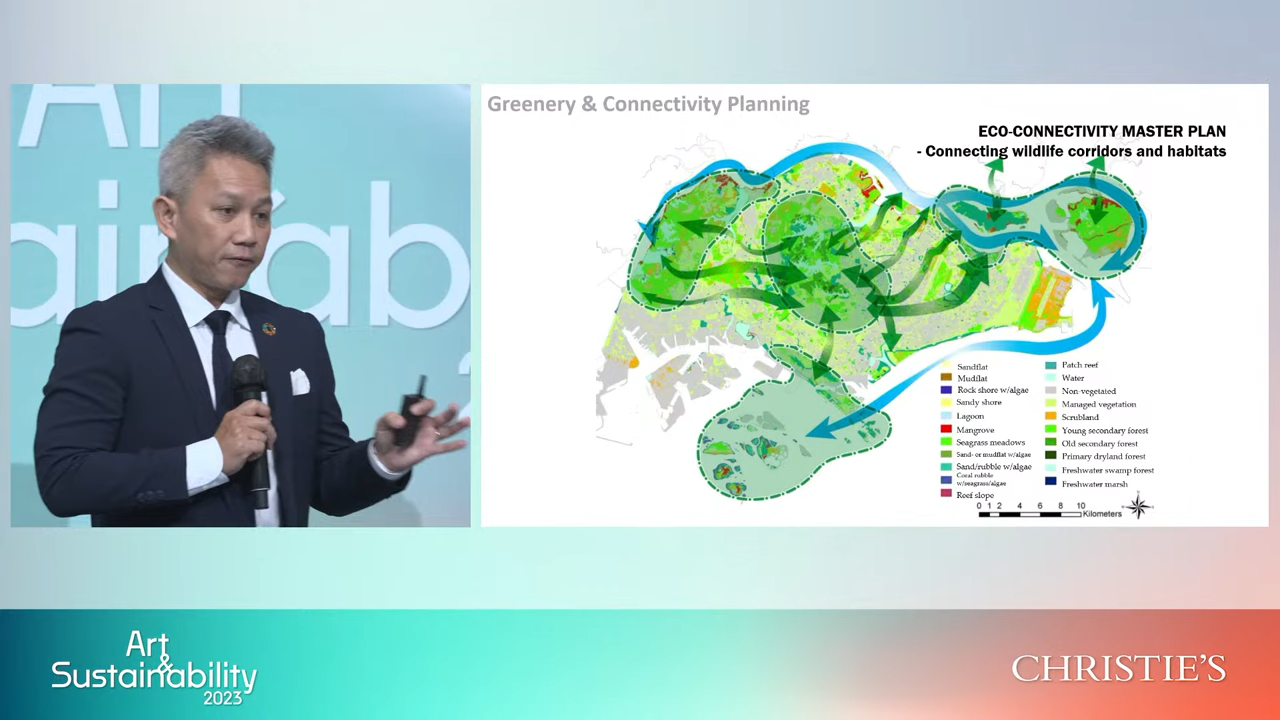 Art
ainab
Greenery & Connectivity Planning
ECO-CONNECTIVITY MASTER PLAN
- Connecting wildlife corridors and habitats
Sandflat
Mudflat
Rock shore w/algae
Sandy shore
Lagoon
Mangrove
Seagrass meadows
Sand- or mudflat w/algae
Sand/rubble w/algae
Coral rubble
w/seagrass/algae
Reef slope
Patch reef
Water
Non-vegetated
Managed vegetation
Scrubland
Young secondary forest
Old secondary forest
Primary dryland forest
Freshwater swamp forest
Freshwater marsh
0 1 2 4 6 8 10
Kilometers
Art
&
Sustainability
2023
CHRISTIE'S